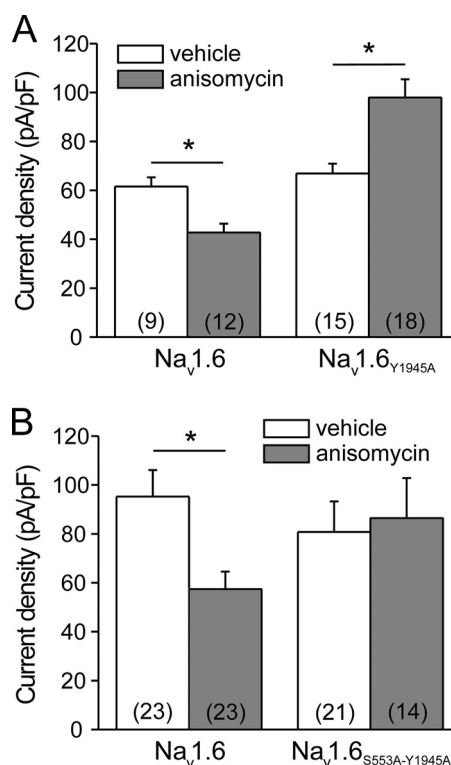 A
Current density (pA/pF)
120
100
80
60
40
20
0
vehicle
anisomycin
*
*
(9)
(12)
(15)
(18)
Nav1.6
Nav1.6Y1945A
B
Current density (pA/pF)
120
100
80
60
40
20
0
*
vehicle
anisomycin
(23)
(23)
(21)
(14)
Nav1.6
Nav1.6S553A-Y1945A